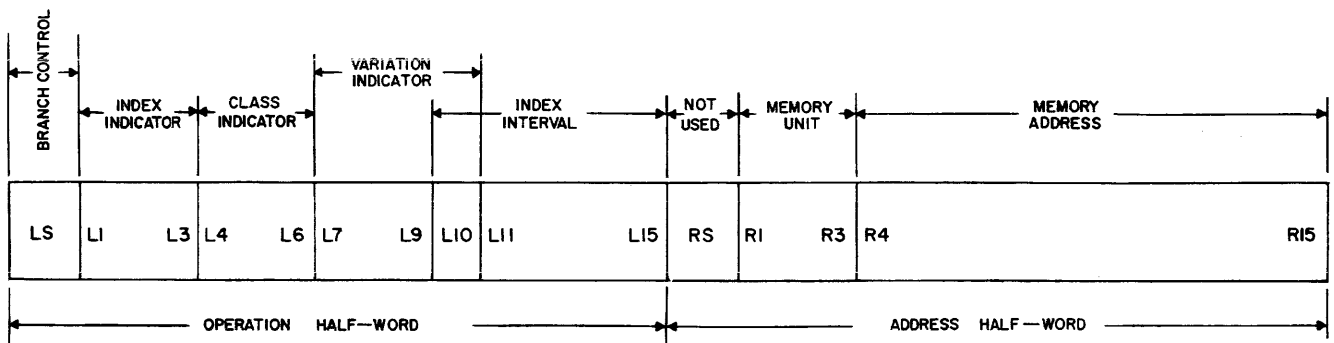 BRANCH CONTROL
INDEX
INDICATOR
CLASS
INDICATOR
VARIATION
INDICATOR
INDEX
INTERVAL
NOT
USED
MEMORY
UNIT
MEMORY
ADDRESS
LS L1 L3 L4 L6 L7 L9 L10 L11 L15 RS R1 R3 R4 R15
OPERATION HALF-WORD ADDRESS HALF-WORD